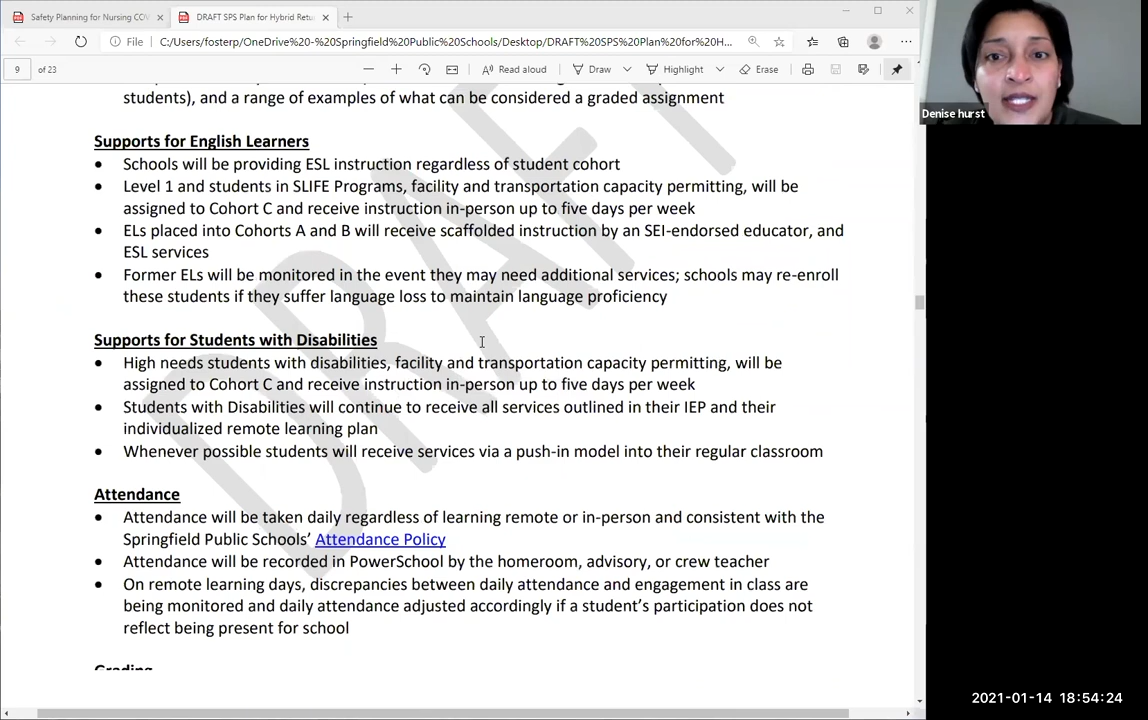 Safety Planning for Nursing COV
DRAFT SPS Plan for Hybrid Retu
File
C:/Users/fosterp/OneDrive%20-%20Springfield%20Public%20Schools/Desktop/DRAFT%20SPS%20Plan%20for%20H...
9 of 23
Read aloud
Draw
Highlight
Erase
students), and a range of examples of what can be considered a graded assignment
Supports for English Learners
• Schools will be providing ESL instruction regardless of student cohort
• Level 1 and students in SLIFE Programs, facility and transportation capacity permitting, will be
assigned to Cohort C and receive instruction in-person up to five days per week
• ELs placed into Cohorts A and B will receive scaffolded instruction by an SEI-endorsed educator, and
ESL services
• Former ELs will be monitored in the event they may need additional services; schools may re-enroll
these students if they suffer language loss to maintain language proficiency
Supports for Students with Disabilities
• High needs students with disabilities, facility and transportation capacity permitting, will be
assigned to Cohort C and receive instruction in-person up to five days per week
• Students with Disabilities will continue to receive all services outlined in their IEP and their
individualized remote learning plan
• Whenever possible students will receive services via a push-in model into their regular classroom
Attendance
• Attendance will be taken daily regardless of learning remote or in-person and consistent with the
Springfield Public Schools' Attendance Policy
• Attendance will be recorded in PowerSchool by the homeroom, advisory, or crew teacher
• On remote learning days, discrepancies between daily attendance and engagement in class are
being monitored and daily attendance adjusted accordingly if a student's participation does not
reflect being present for school
Grading
DRAFT
Denise hurst
2021-01-14 18:54:24